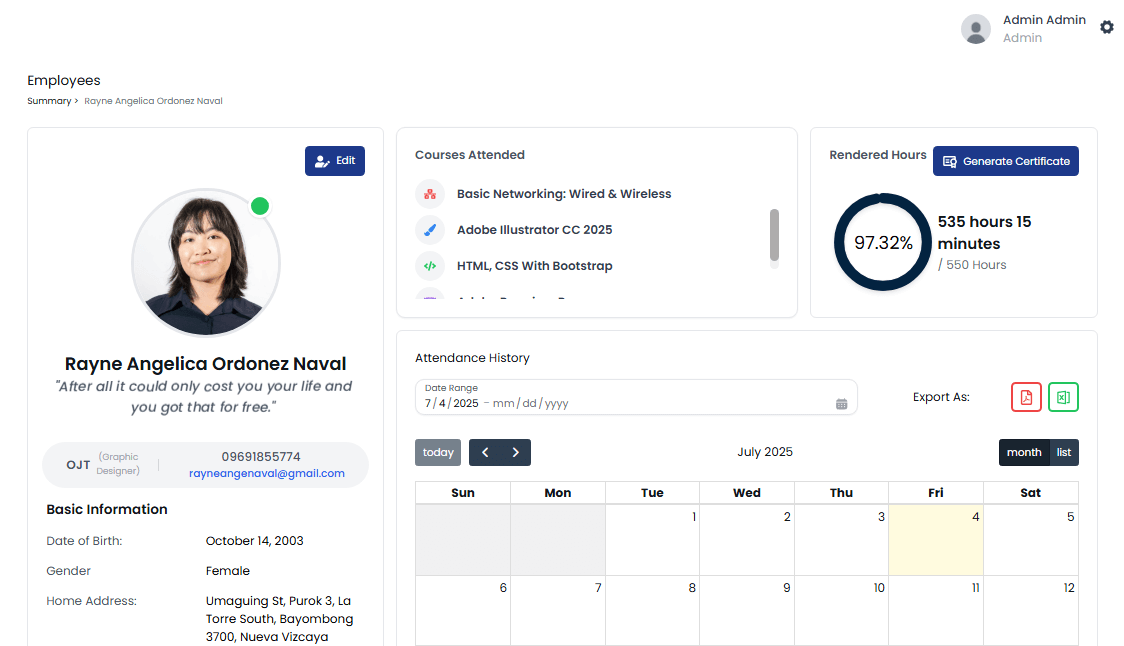 Admin Admin
Admin
Employees
Summary > Rayne Angelica Ordonez Naval
Edit
Rayne Angelica Ordonez Naval
"After all it could only cost you your life and
you got that for free."
OJT (Graphic
Designer)
09691855774
rayneangenaval@gmail.com
Basic Information
Date of Birth: October 14, 2003
Gender Female
Home Address: Umaguing St, Purok 3, La
Torre South, Bayombong
3700, Nueva Vizcaya
Courses Attended
Basic Networking: Wired & Wireless
Adobe Illustrator CC 2025
HTML, CSS With Bootstrap
Rendered Hours
Generate Certificate
97.32%
535 hours 15
minutes
/ 550 Hours
Attendance History
Date Range
7/4/2025 - mm/dd/yyyy
Export As:
today
July 2025
month list
Sun Mon Tue Wed Thu Fri Sat
1 2 3 4 5
6 7 8 9 10 11 12